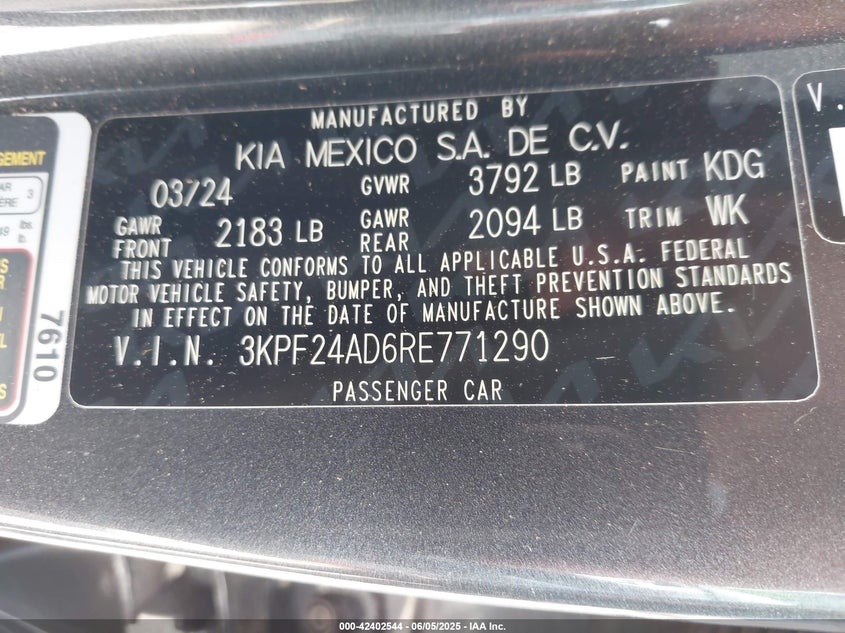 MANUFACTURED BY
KIA MEXICO S.A. DE C.V.
03/24 GVWR 3792 LB PAINT KDG
GAWR FRONT 2183 LB GAWR REAR 2094 LB TRIM WK
THIS VEHICLE CONFORMS TO ALL APPLICABLE U.S.A. FEDERAL
MOTOR VEHICLE SAFETY, BUMPER, AND THEFT PREVENTION STANDARDS
IN EFFECT ON THE DATE OF MANUFACTURE SHOWN ABOVE.
V.I.N. 3KPF24AD6RE771290
PASSENGER CAR
7610
3
lbs.
V.
000-42402544 - 06/05/2025 - IAA Inc.